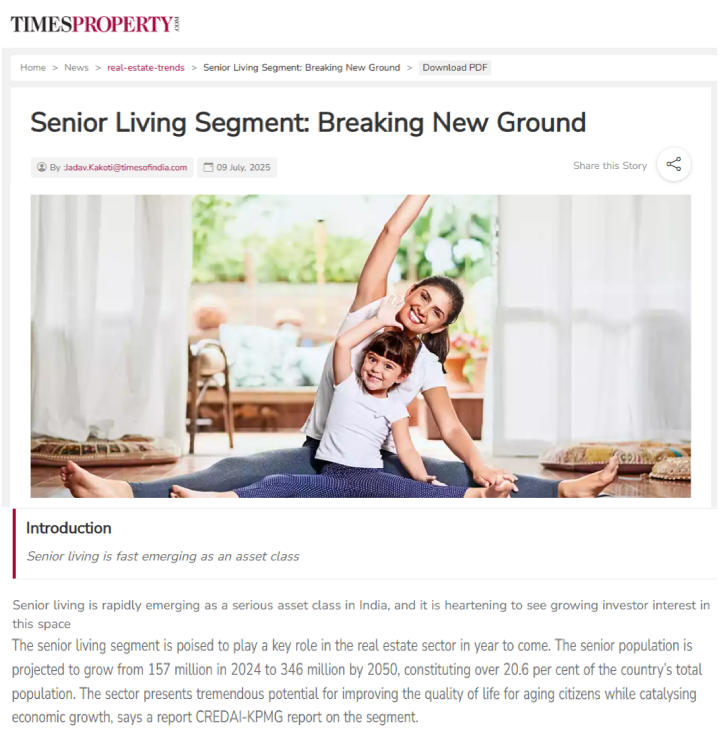 TIMESPROPERTY.COM
Home > News > real-estate-trends > Senior Living Segment: Breaking New Ground > Download PDF
Senior Living Segment: Breaking New Ground
By :Jadav.Kakoti@timesofindia.com 09 July, 2025 Share this Story
Introduction
Senior living is fast emerging as an asset class
Senior living is rapidly emerging as a serious asset class in India, and it is heartening to see growing investor interest in
this space
The senior living segment is poised to play a key role in the real estate sector in year to come. The senior population is
projected to grow from 157 million in 2024 to 346 million by 2050, constituting over 20.6 per cent of the country's total
population. The sector presents tremendous potential for improving the quality of life for aging citizens while catalysing
economic growth, says a report CREDAI-KPMG report on the segment.